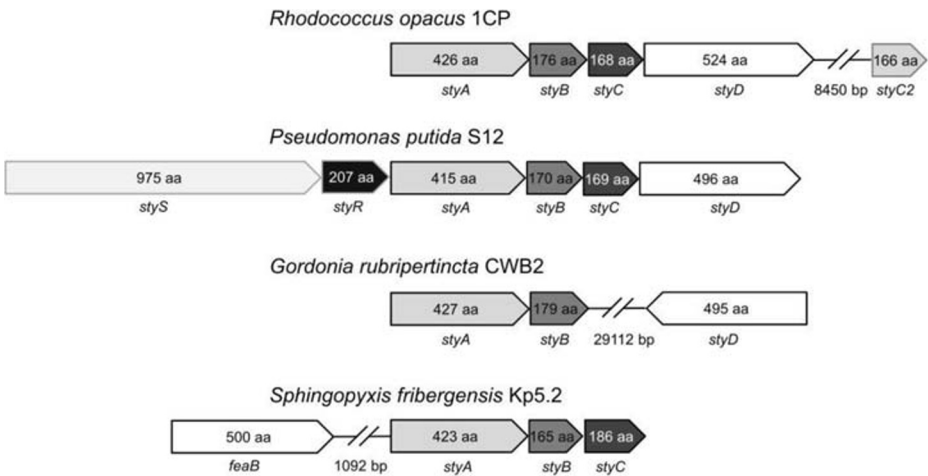 Rhodococcus opacus 1CP
426 aa 176 aa 168 aa 524 aa 166 aa
styA styB styC styD 8450 bp styC2
Pseudomonas putida S12
975 aa 207 aa 415 aa 170 aa 169 aa 496 aa
styS styR styA styB styC styD
Gordonia rubripertincta CWB2
427 aa 179 aa 495 aa
styA styB 29112 bp styD
Sphingopyxis fribergensis Kp5.2
500 aa 423 aa 165 aa 186 aa
feaB 1092 bp styA styB styC